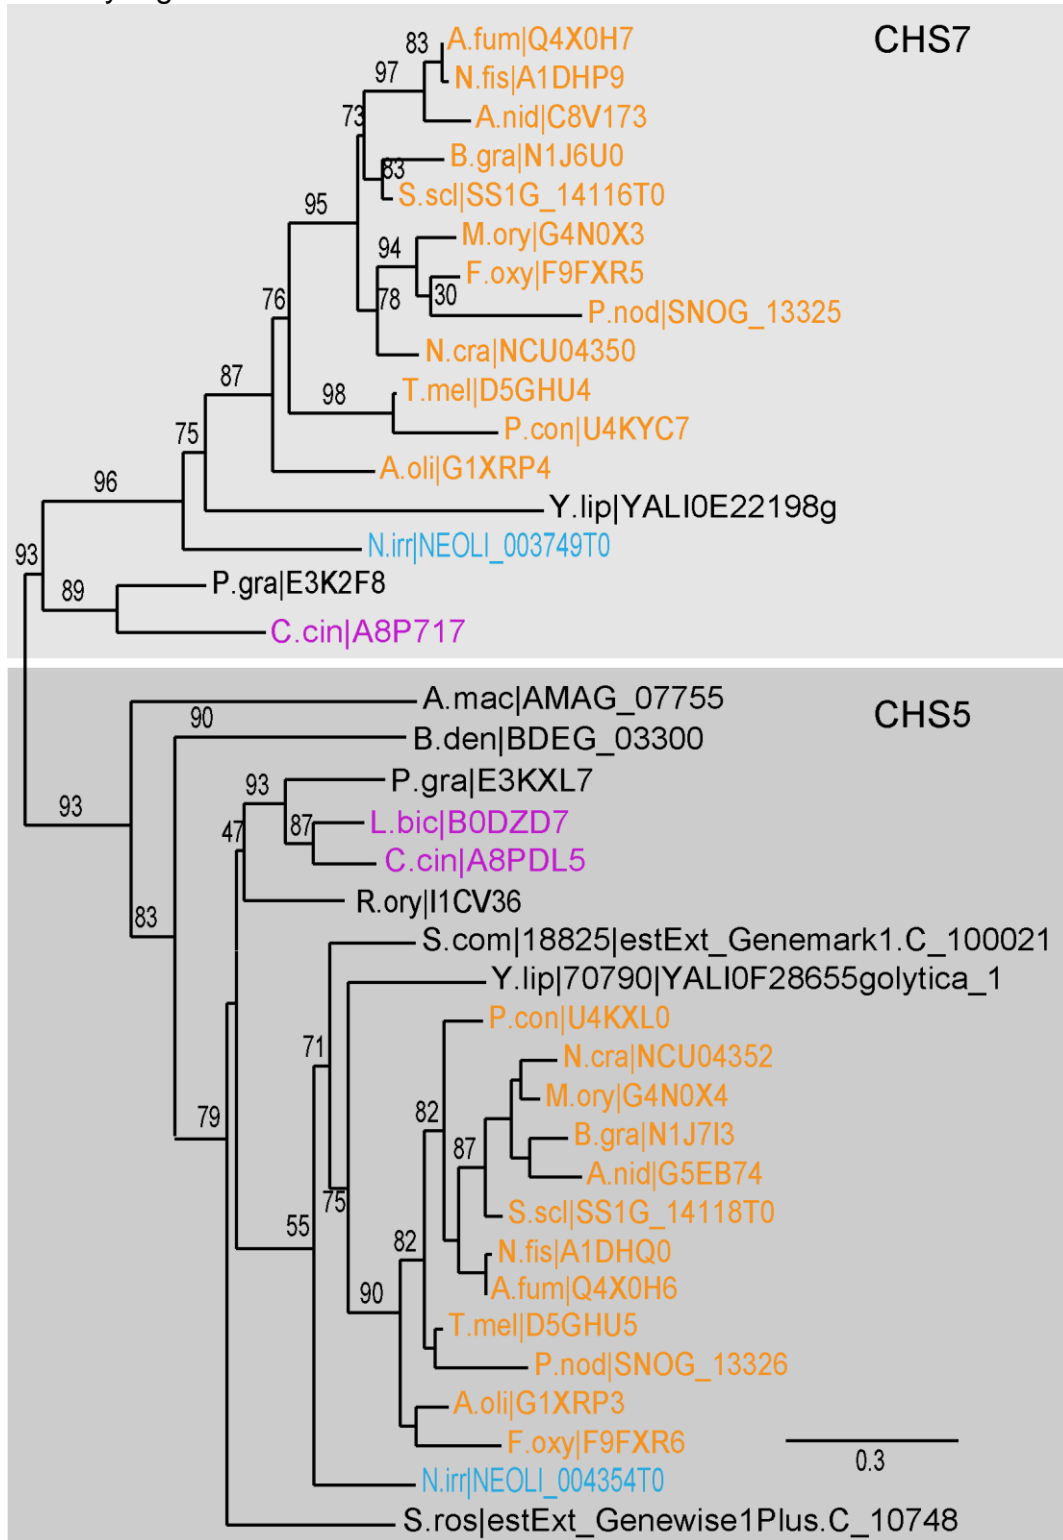 83
A.fum|Q4X0H7
CHS7
97
N.fis|A1DHP9
73
A.nid|C8V173
B.gra|N1J6U0
83
S.scl|SS1G_14116T0
95
M.ory|G4N0X3
94
F.oxy|F9FXR5
76
78
30
P.nod|SNOG_13325
N.cra|NCU04350
87
T.mel|D5GHU4
98
P.con|U4KYC7
75
A.oli|G1XRP4
96
Y.lip|YALI0E22198g
N.irr|NEOLI_003749T0
93
P.gra|E3K2F8
89
C.cin|A8P717
A.mac|AMAG_07755
CHS5
90
B.den|BDEG_03300
93
P.gra|E3KXL7
93
L.bic|B0DZD7
47
87
C.cin|A8PDL5
R.ory|I1CV36
83
S.com|18825|estExt_Genemark1.C_100021
Y.lip|70790|YALI0F28655golytica_1
P.con|U4KXL0
71
N.cra|NCU04352
M.ory|G4N0X4
79
82
B.gra|N1J7I3
87
A.nid|G5EB74
75
S.scl|SS1G_14118T0
55
82
N.fis|A1DHQ0
90
A.fum|Q4X0H6
T.mel|D5GHU5
P.nod|SNOG_13326
A.oli|G1XRP3
F.oxy|F9FXR6
0.3
N.irr|NEOLI_004354T0
S.ros|estExt_Genewise1Plus.C_10748